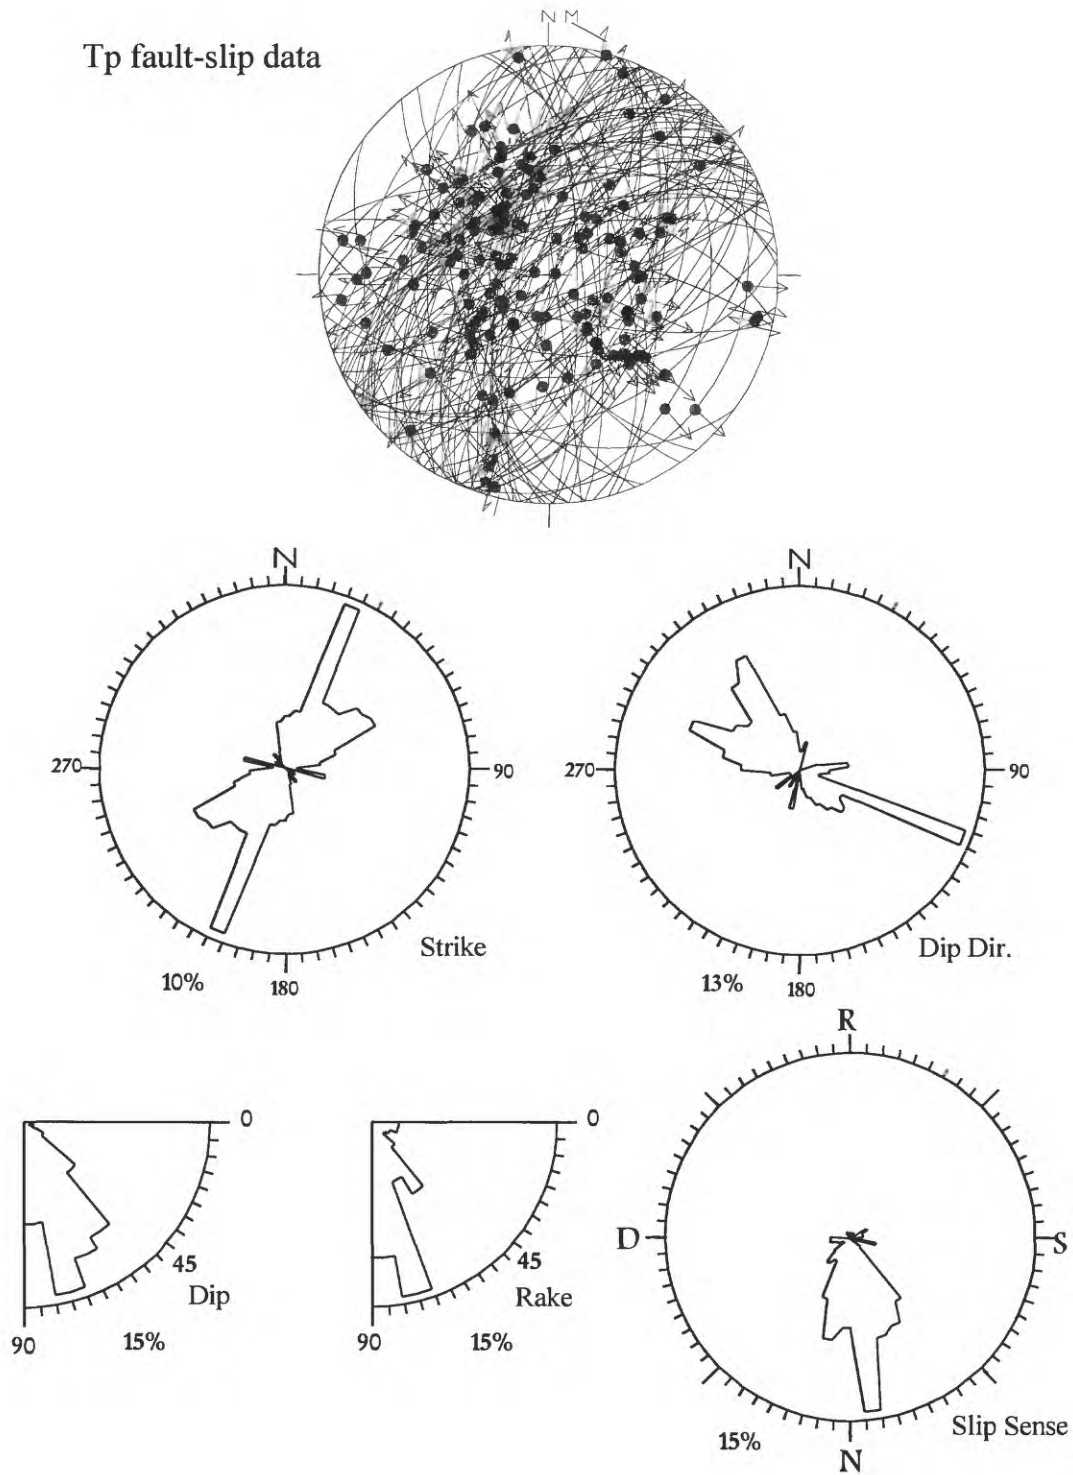 N M
Tp fault-slip data
N
N
270
90
270
90
Strike
Dip Dir.
10%
180
13%
180
R
0
0
D
S
45
45
Dip
Rake
90
15%
90
15%
Slip Sense
15%
N